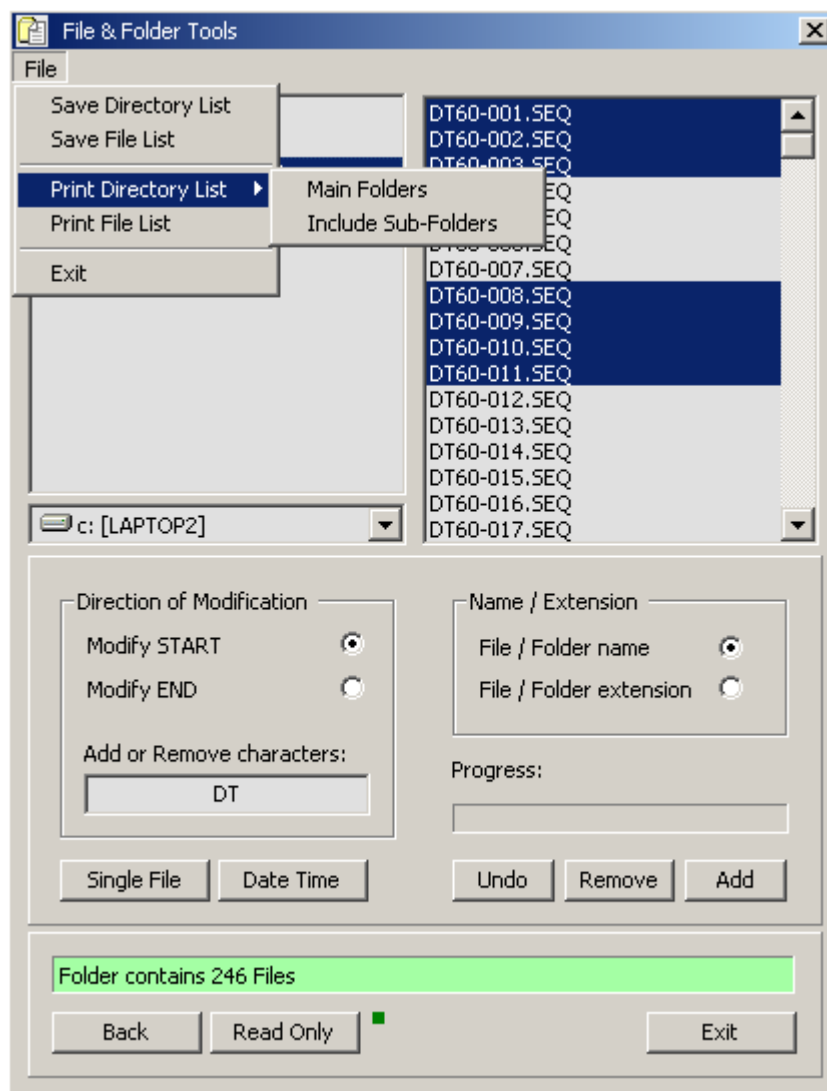 File & Folder Tools
File
Save Directory List
Save File List
Print Directory List
Print File List
Exit
Main Folders
Include Sub-Folders
DT60-001.SEQ
DT60-002.SEQ
DT60-003.SEQ
EQ
EQ
DT60-007.SEQ
DT60-008.SEQ
DT60-009.SEQ
DT60-010.SEQ
DT60-011.SEQ
DT60-012.SEQ
DT60-013.SEQ
DT60-014.SEQ
DT60-015.SEQ
DT60-016.SEQ
DT60-017.SEQ
c: [LAPTOP2]
Direction of Modification
Modify START
Modify END
Add or Remove characters:
DT
Name / Extension
File / Folder name
File / Folder extension
Progress:
Single File
Date Time
Undo
Remove
Add
Folder contains 246 Files
Back
Read Only
Exit